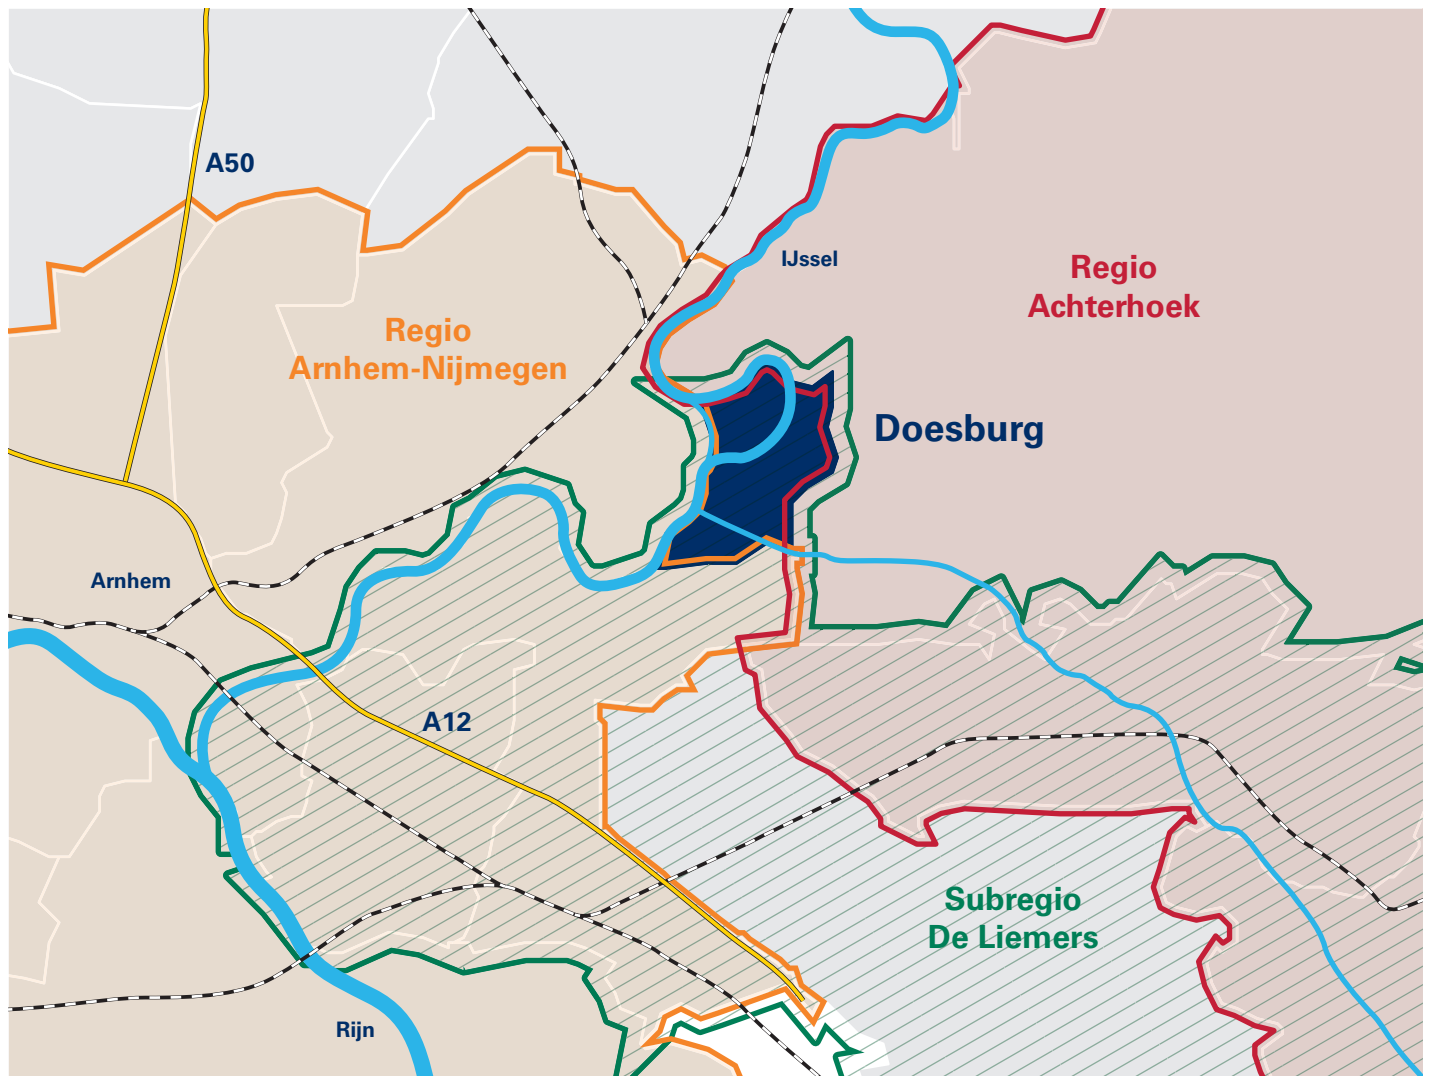 A50
IJssel
Regio
Achterhoek
Regio
Arnhem-Nijmegen
Doesburg
Arnhem
A12
Subregio
De Liemers
Rijn